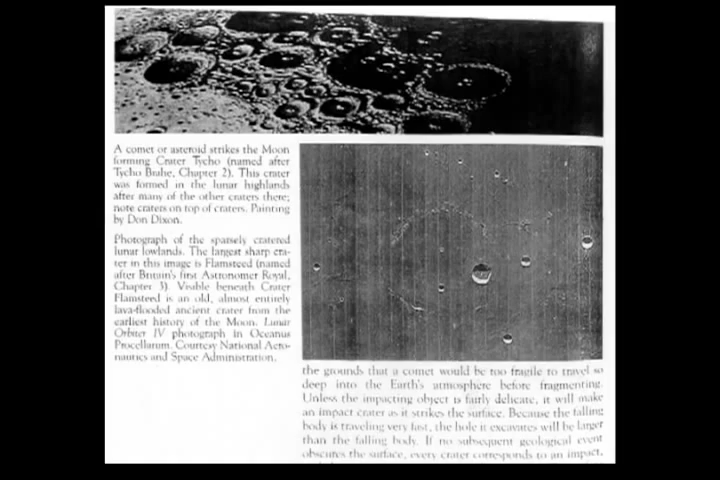 A comet or asteroid strikes the Moon
forming Crater Tycho (named after
Tycho Brahe, Chapter 2). This crater
was formed in the lunar highlands
after many of the other craters there;
note craters on top of craters. Painting
by Don Dixon.
Photograph of the sparsely cratered
lunar lowlands. The largest sharp cra-
ter in this image is Flamsteed (named
after Britain's first Astronomer Royal,
Chapter 3). Visible beneath Crater
Flamsteed is an old, almost entirely
lava-flooded ancient crater from the
earliest history of the Moon. Lunar
Orbiter IV photograph in Oceanus
Procellarum. Courtesy National Aero-
nautics and Space Administration.
the grounds that a comet would be too fragile to travel so
deep into the Earth's atmosphere before fragmenting.
Unless the impacting object is fairly delicate, it will make
an impact crater as it strikes the surface. Because the falling
body is traveling very fast, the hole it excavates will be larger
than the falling body. If no subsequent geological event
obscures the surface, every crater corresponds to an impact,